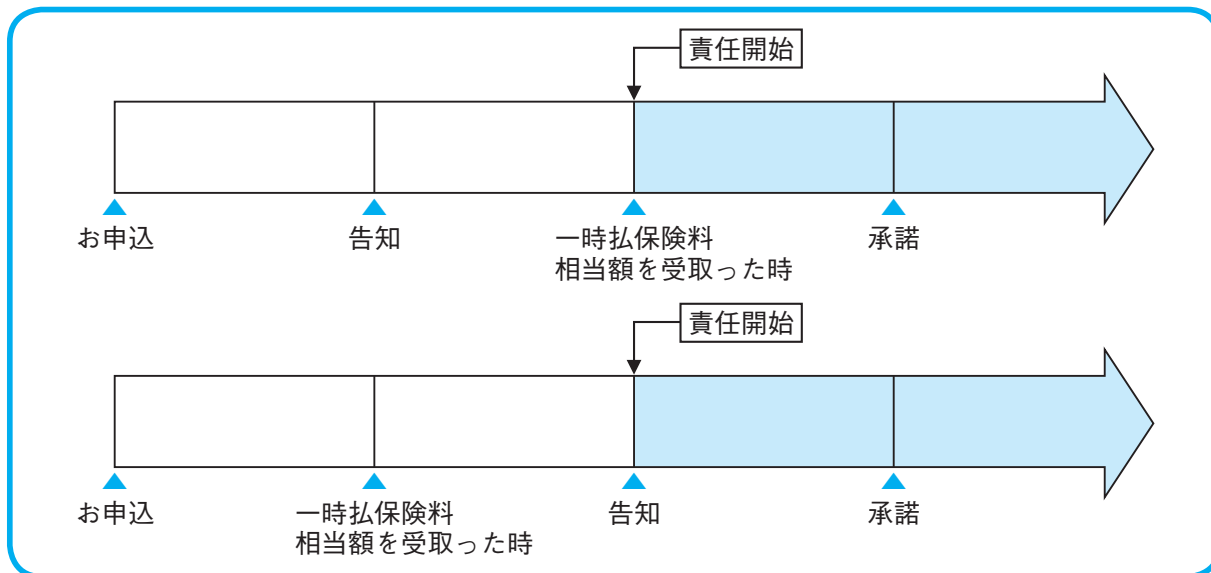 責任開始
お申込
告知
一時払保険料
相当額を受取った時
承諾
責任開始
お申込
一時払保険料
相当額を受取った時
告知
承諾